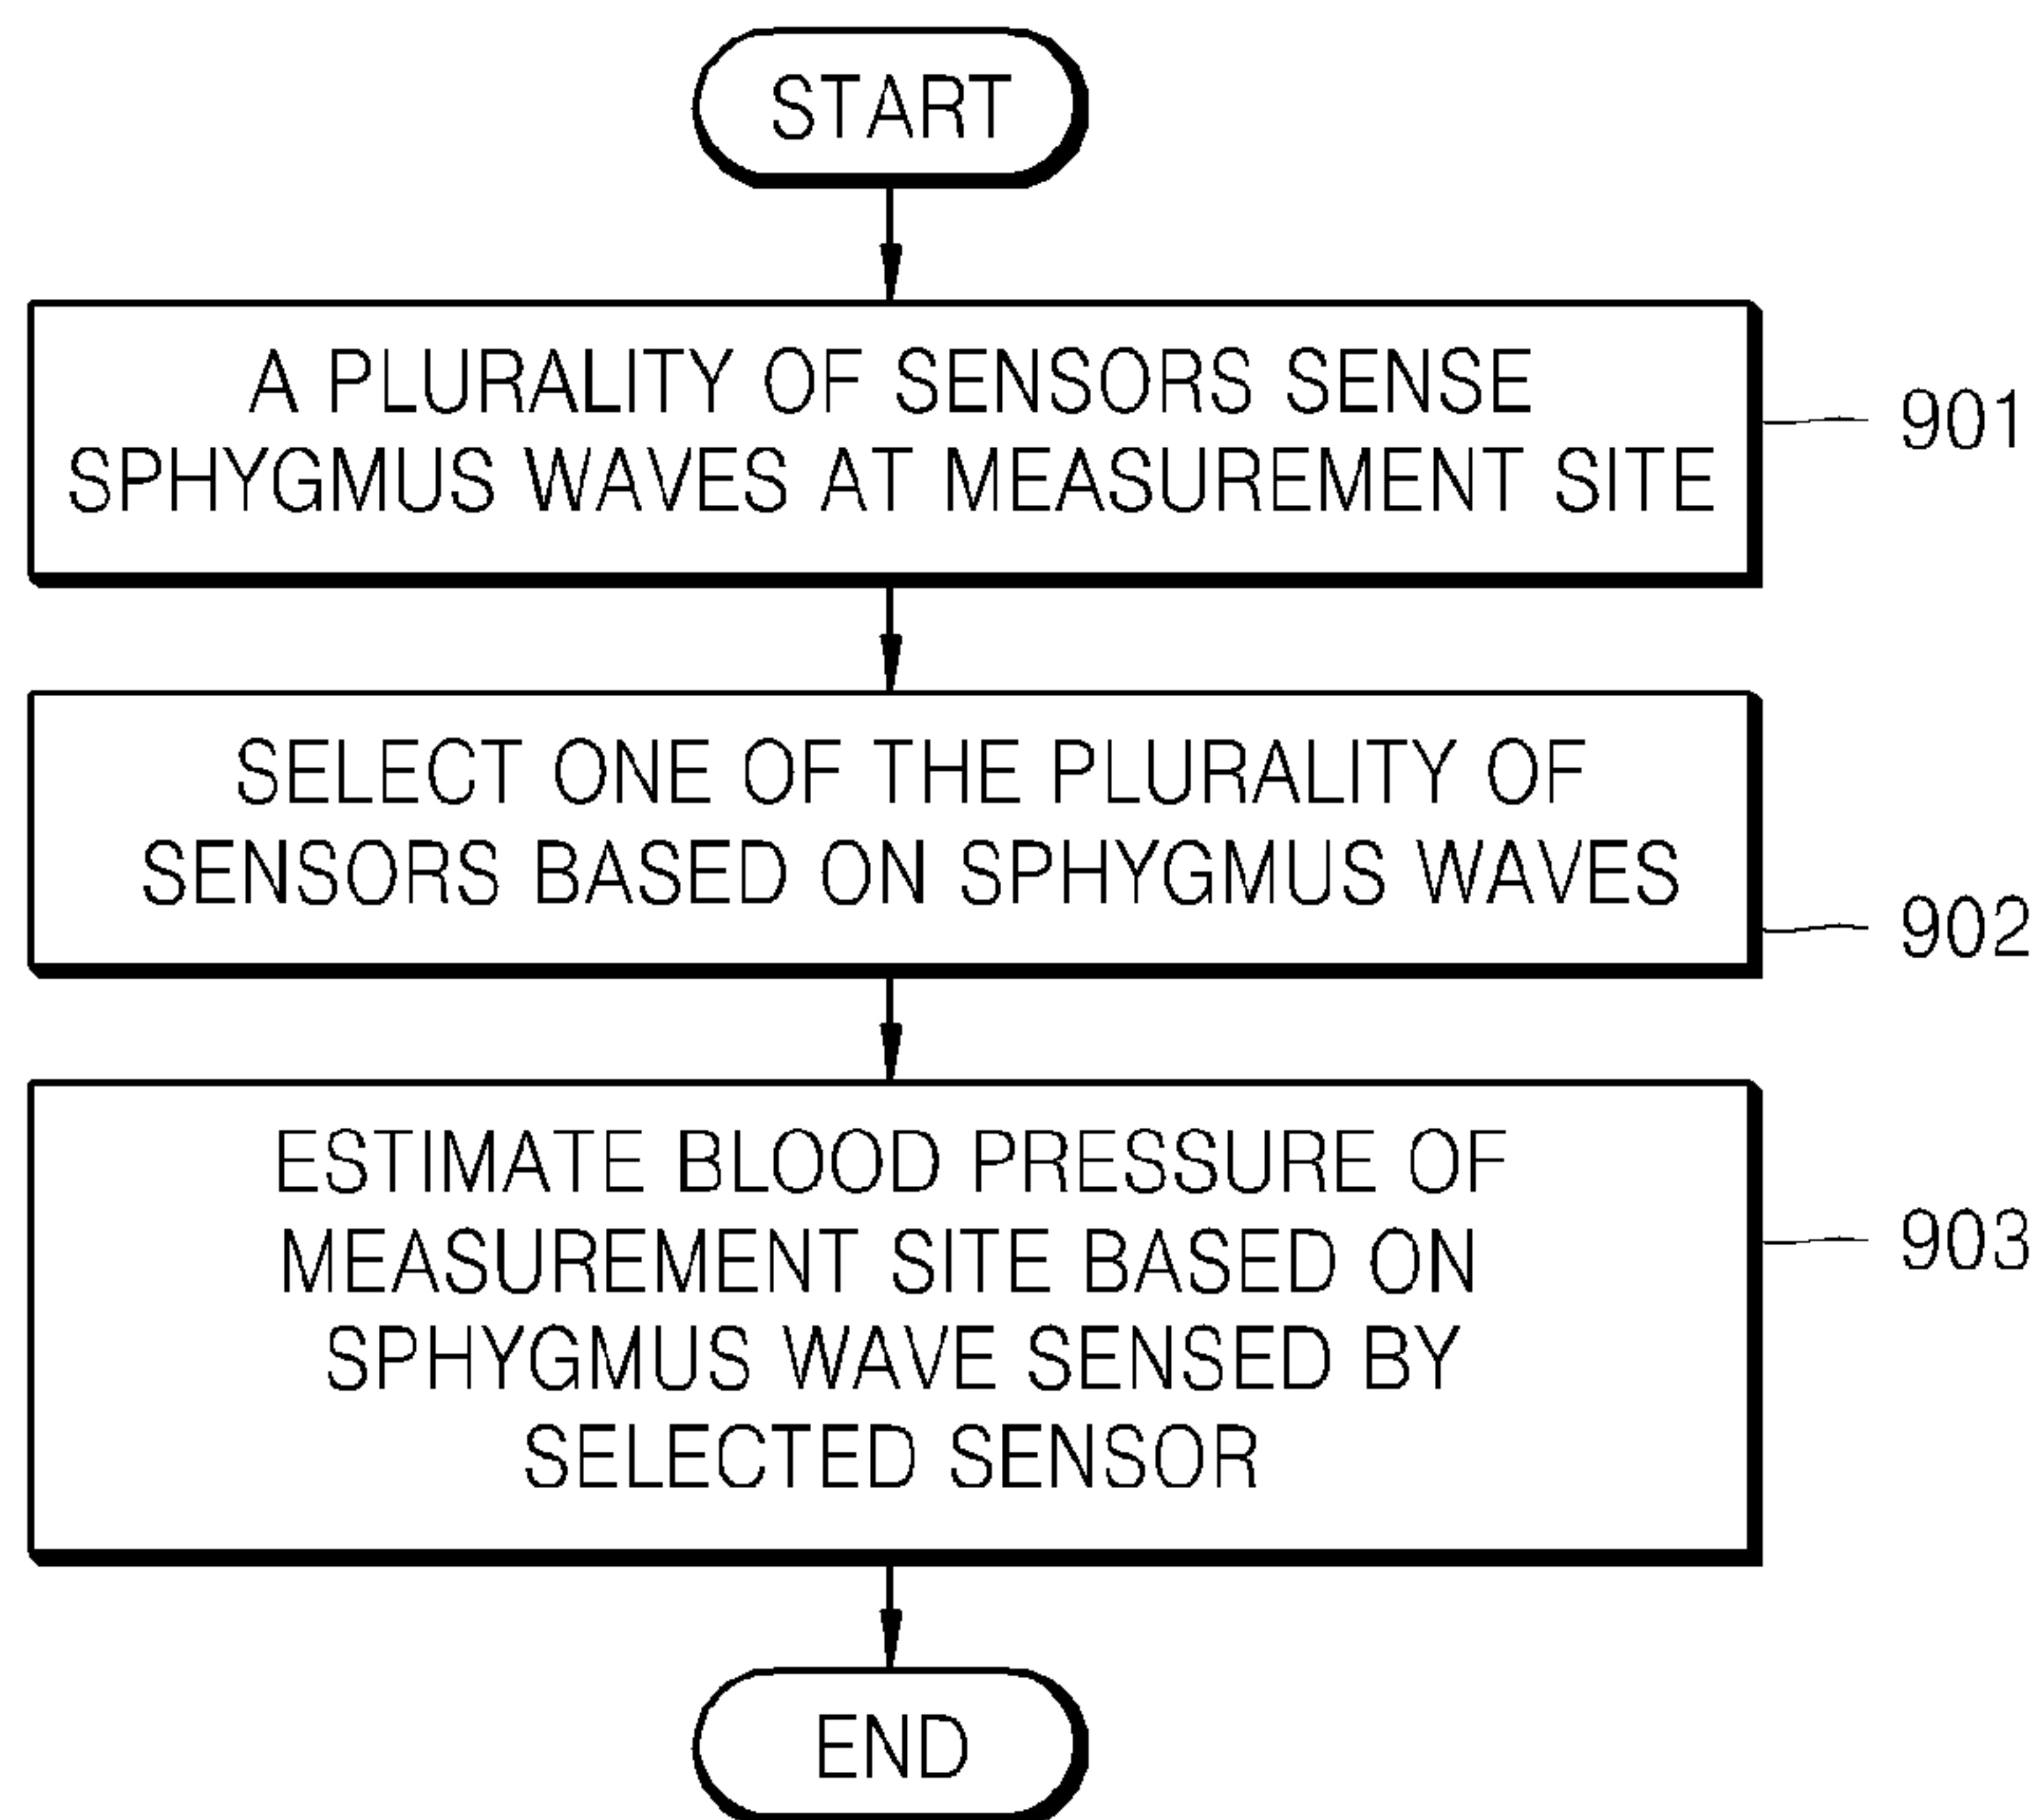 START
A PLURALITY OF SENSORS SENSE
SPHYGMUS WAVES AT MEASUREMENT SITE
901
SELECT ONE OF THE PLURALITY OF
SENSORS BASED ON SPHYGMUS WAVES
902
ESTIMATE BLOOD PRESSURE OF
MEASUREMENT SITE BASED ON
SPHYGMUS WAVE SENSED BY
SELECTED SENSOR
903
END